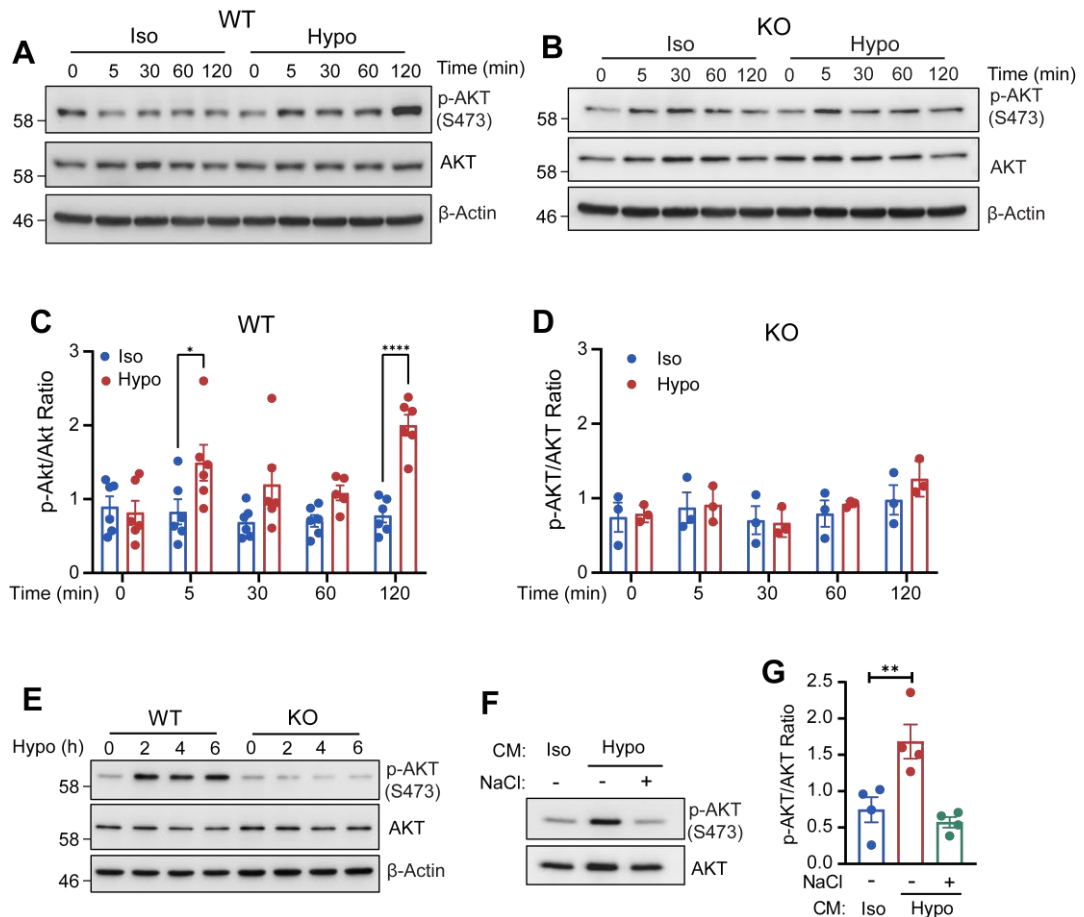 WT
A
Iso Hypo
0 5 30 60 120 0 5 30 60 120 Time (min)
p-AKT
(S473)
58
AKT
58
46
β-Actin
KO
B
Iso Hypo
0 5 30 60 120 0 5 30 60 120 Time (min)
p-AKT
(S473)
58
AKT
58
46
β-Actin
C
WT
3
2
1
0
p-Akt/Akt Ratio
Iso
Hypo
*
****
Time (min) 0 5 30 60 120
D
KO
3
2
1
0
p-AKT/AKT Ratio
Iso
Hypo
Time (min) 0 5 30 60 120
E
WT KO
Hypo (h) 0 2 4 6 0 2 4 6
p-AKT
(S473)
58
AKT
58
β-Actin
46
F
CM: Iso Hypo
NaCl: - - +
p-AKT
(S473)
AKT
G
**
2.5
2.0
1.5
1.0
0.5
0.0
p-AKT/AKT Ratio
NaCl - - +
CM: Iso Hypo